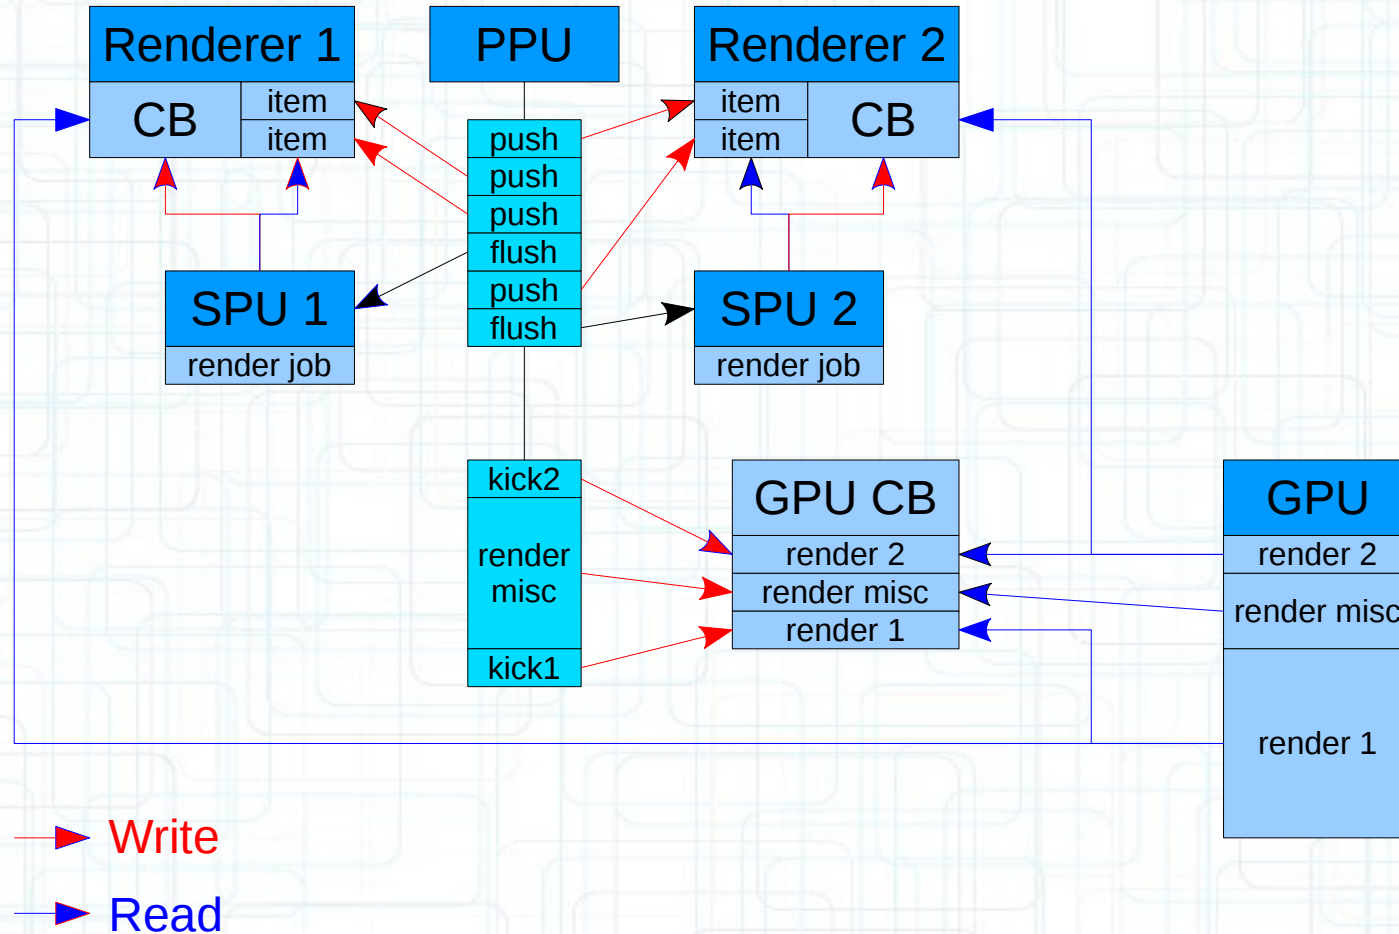 Renderer 1
CB
item
item
PPU
Renderer 2
item
item
CB
push
push
push
flush
push
flush
SPU 1
render job
SPU 2
render job
kick2
render
misc
kick1
GPU CB
render 2
render misc
render 1
GPU
render 2
render misc
render 1
Write
Read